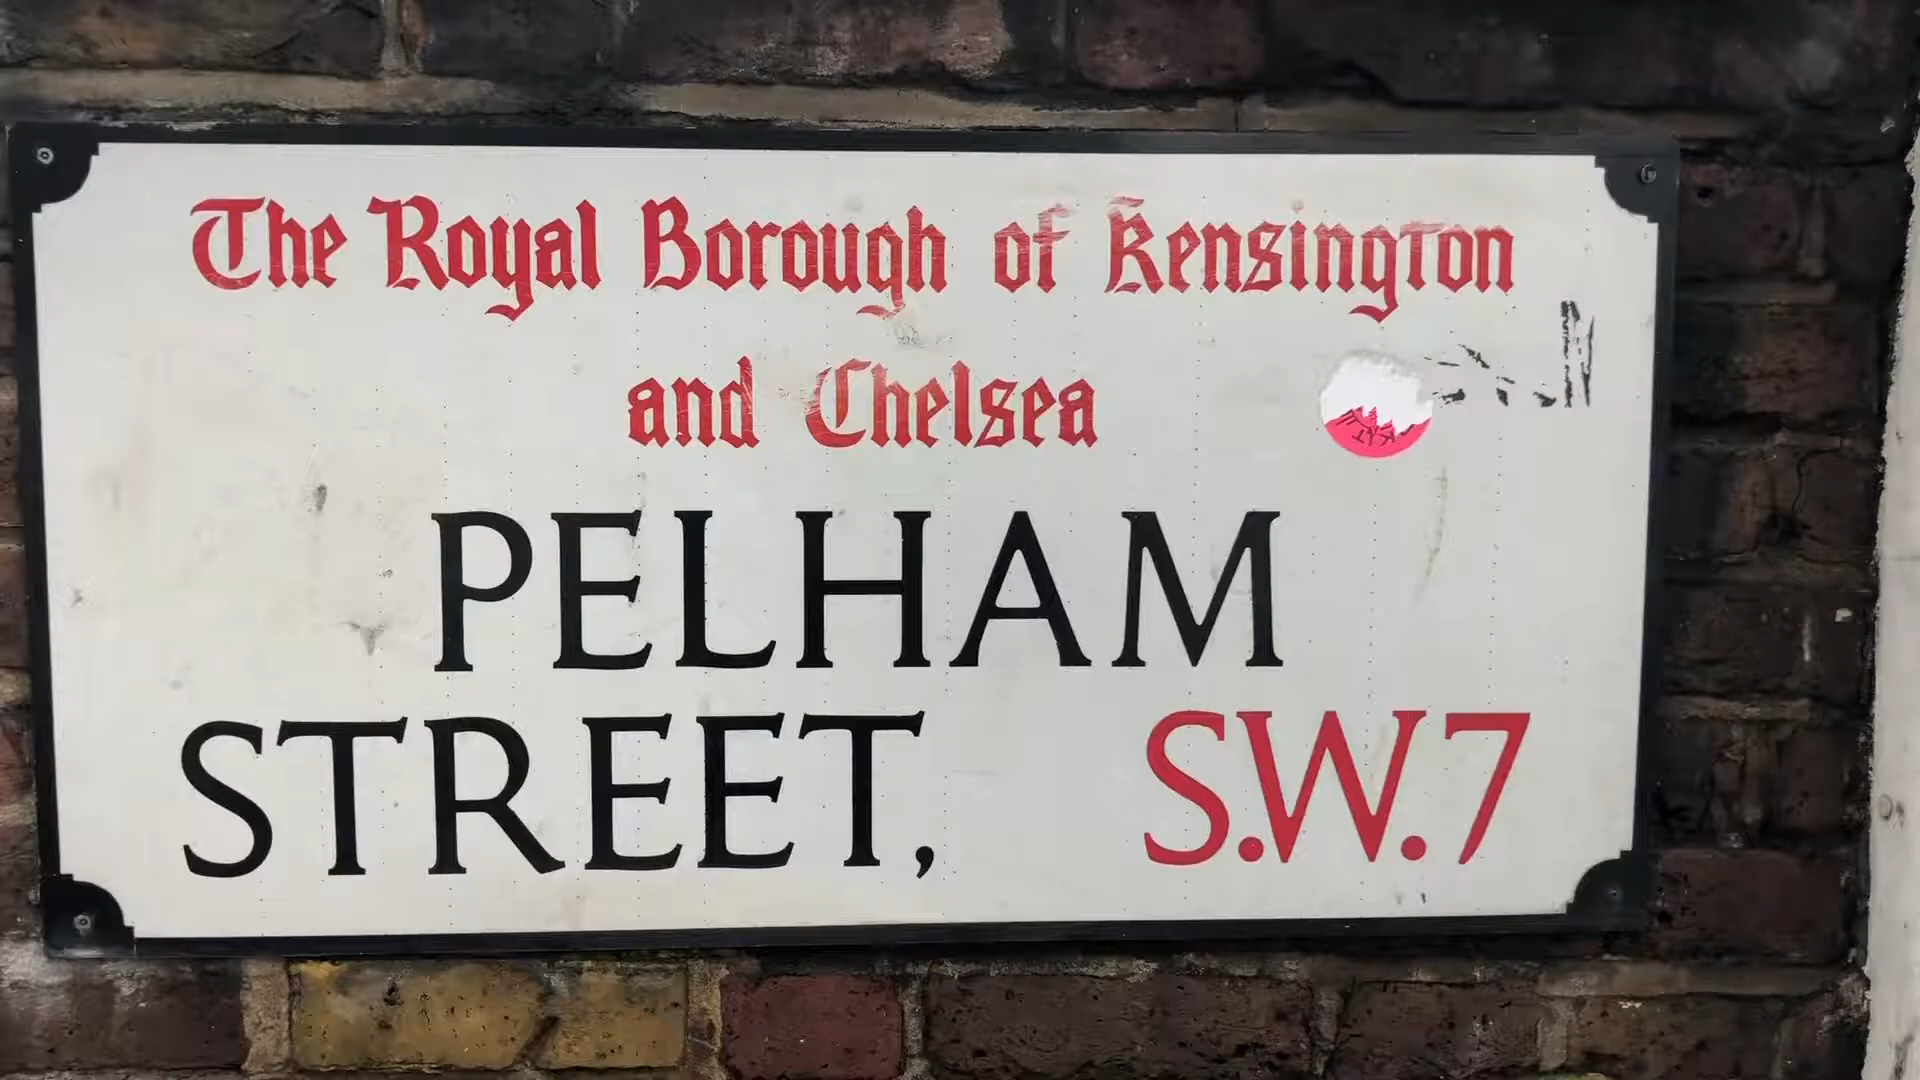 The Royal Borough of Kensington
and Chelsea
PELHAM
STREET, S.W.7